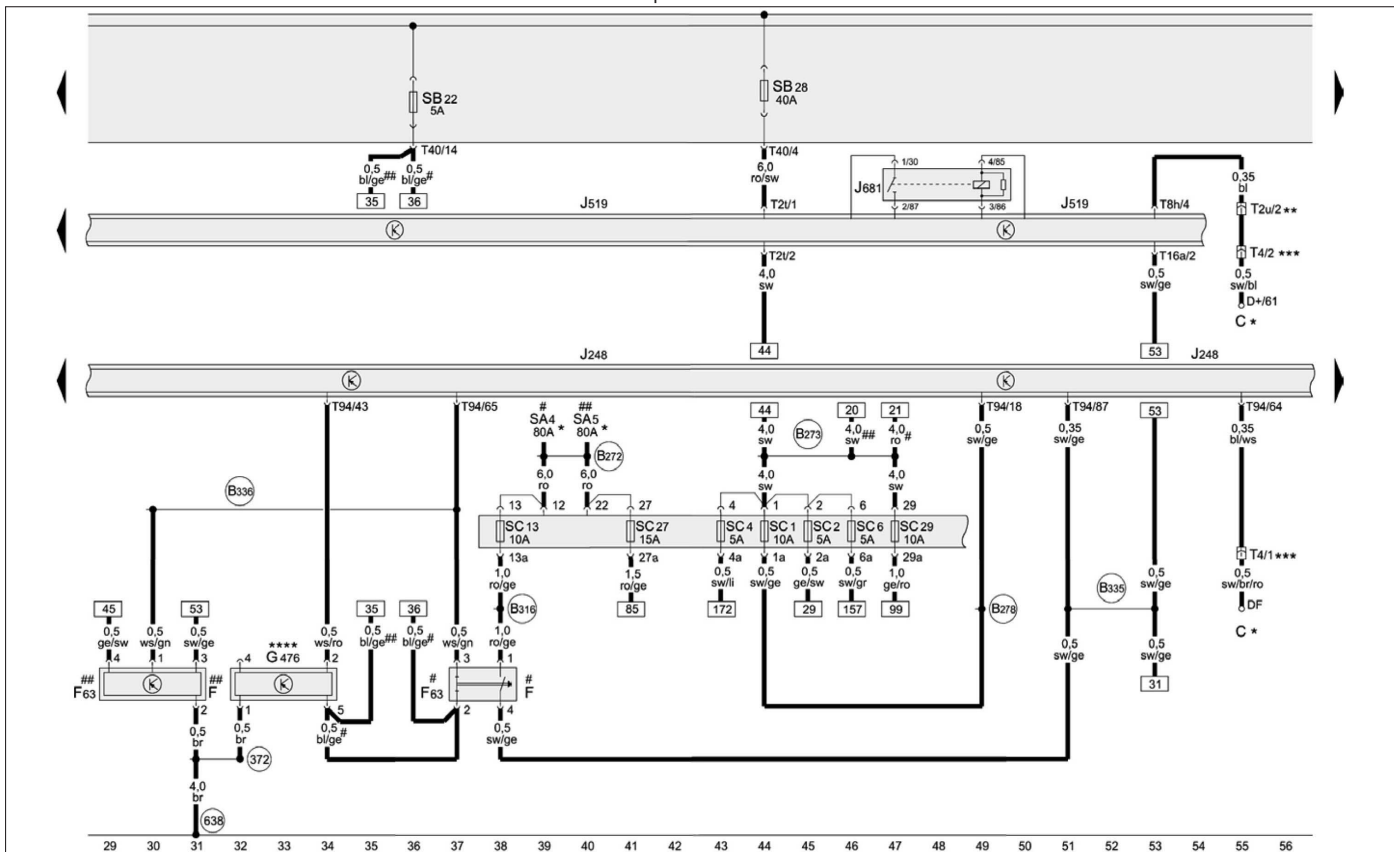 SB 22
5A
SB 28
40A
T40/14
T40/4
0,5
bl/ge##
0,5
bl/ge#
6,0
ro/sw
1/30
4/85
J681
2/87
3/86
0,35
bl
35
36
J519
T2t/1
J519
T8h/4
T2u/2 **
T2t/2
T16a/2
T4/2 ***
4,0
sw
0,5
sw/ge
0,5
sw/bl
D+/61
C *
44
53
J248
J248
T94/43
T94/65
#
SA4
80A *
##
SA5
80A *
44
20
21
T94/18
T94/87
53
T94/64
4,0
sw
B273
4,0
sw##
4,0
ro #
0,5
sw/ge
0,35
sw/ge
0,35
bl/ws
B272
6,0
ro
6,0
ro
4,0
sw
4,0
sw
B336
13
12
22
27
4
1
2
6
29
SC 13
10A
SC 27
15A
SC 4
5A
SC 1
10A
SC 2
5A
SC 6
5A
SC 29
10A
13a
27a
4a
1a
2a
6a
29a
T4/1 ***
1,0
ro/ge
1,5
ro/ge
0,5
sw/li
0,5
sw/ge
0,5
ge/sw
0,5
sw/gr
1,0
ge/ro
0,5
sw/ge
0,5
sw/br/ro
B335
45
53
35
36
B316
85
172
29
157
99
B278
DF
C *
0,5
ge/sw
0,5
ws/gn
0,5
sw/ge
0,5
ws/ro
0,5
bl/ge##
0,5
bl/ge#
0,5
ws/gn
1,0
ro/ge
0,5
sw/ge
0,5
sw/ge
****
G 476
4
1
3
4
2
3
1
31
##
F63
##
F
#
F63
#
F
2
1
5
2
4
0,5
br
0,5
br
0,5
bl/ge#
0,5
sw/ge
372
4,0
br
638
29 30 31 32 33 34 35 36 37 38 39 40 41 42 43 44 45 46 47 48 49 50 51 52 53 54 55 56